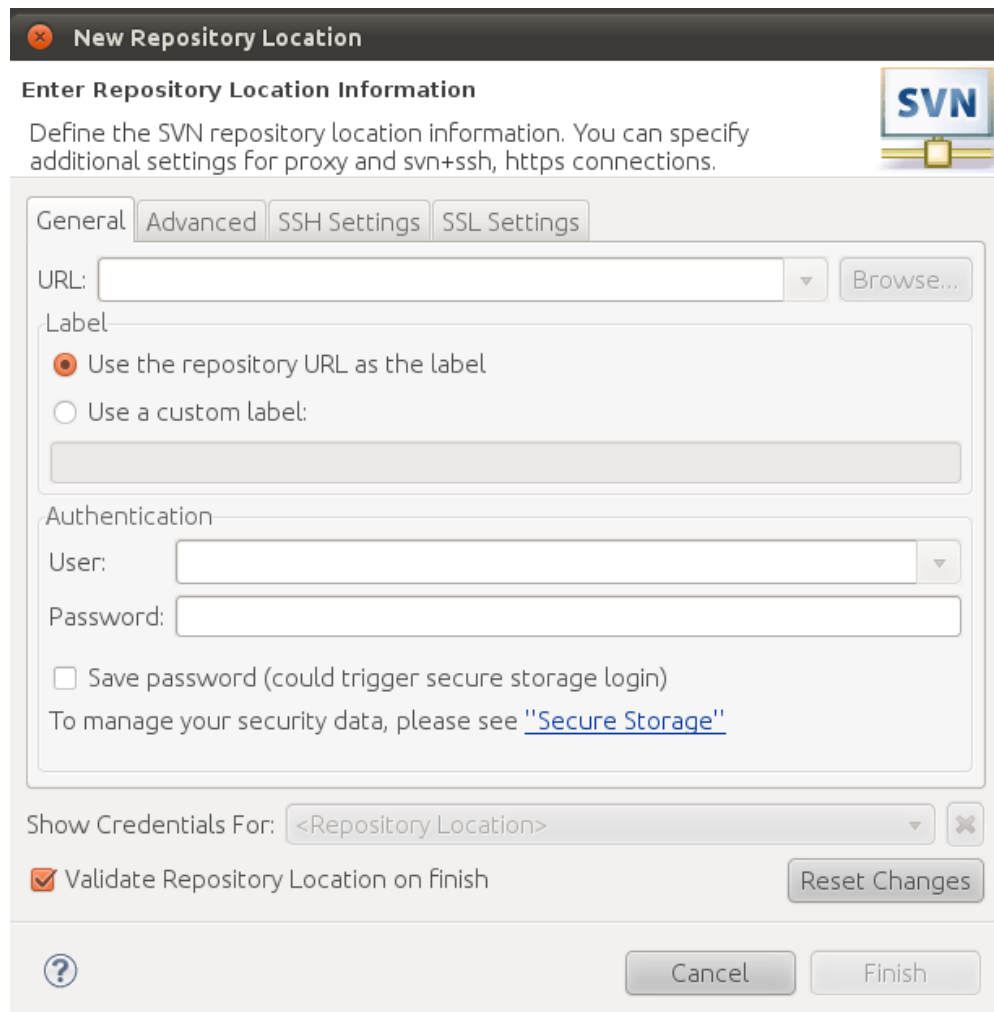 New Repository Location
Enter Repository Location Information
SVN
Define the SVN repository location information. You can specify
additional settings for proxy and svn+ssh, https connections.
General Advanced SSH Settings SSL Settings
URL: Browse...
Label
Use the repository URL as the label
Use a custom label:
Authentication
User:
Password:
Save password (could trigger secure storage login)
To manage your security data, please see "Secure Storage"
Show Credentials For: <Repository Location>
Validate Repository Location on finish Reset Changes
? Cancel Finish